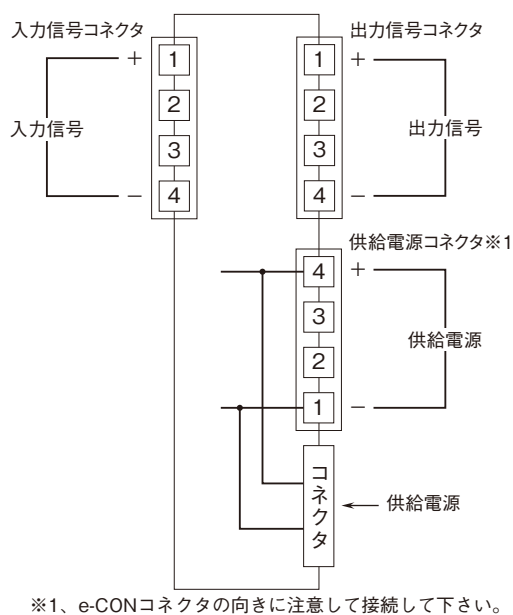 入力信号コネクタ
+
1
2
3
4
−
入力信号
出力信号コネクタ
1
+
2
3
4
−
出力信号
供給電源コネクタ※1
4
+
3
2
1
−
供給電源
コネクタ
供給電源
※1、e-CONコネクタの向きに注意して接続して下さい。